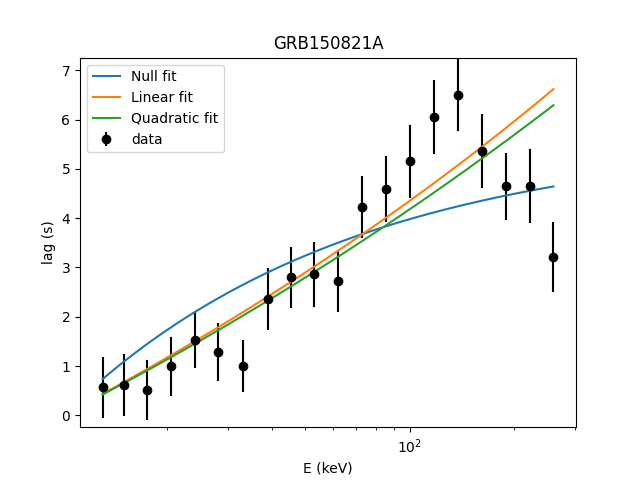 GRB150821A
Null fit
Linear fit
Quadratic fit
data
7
6
5
4
3
2
1
0
lag (s)
10²
E (keV)